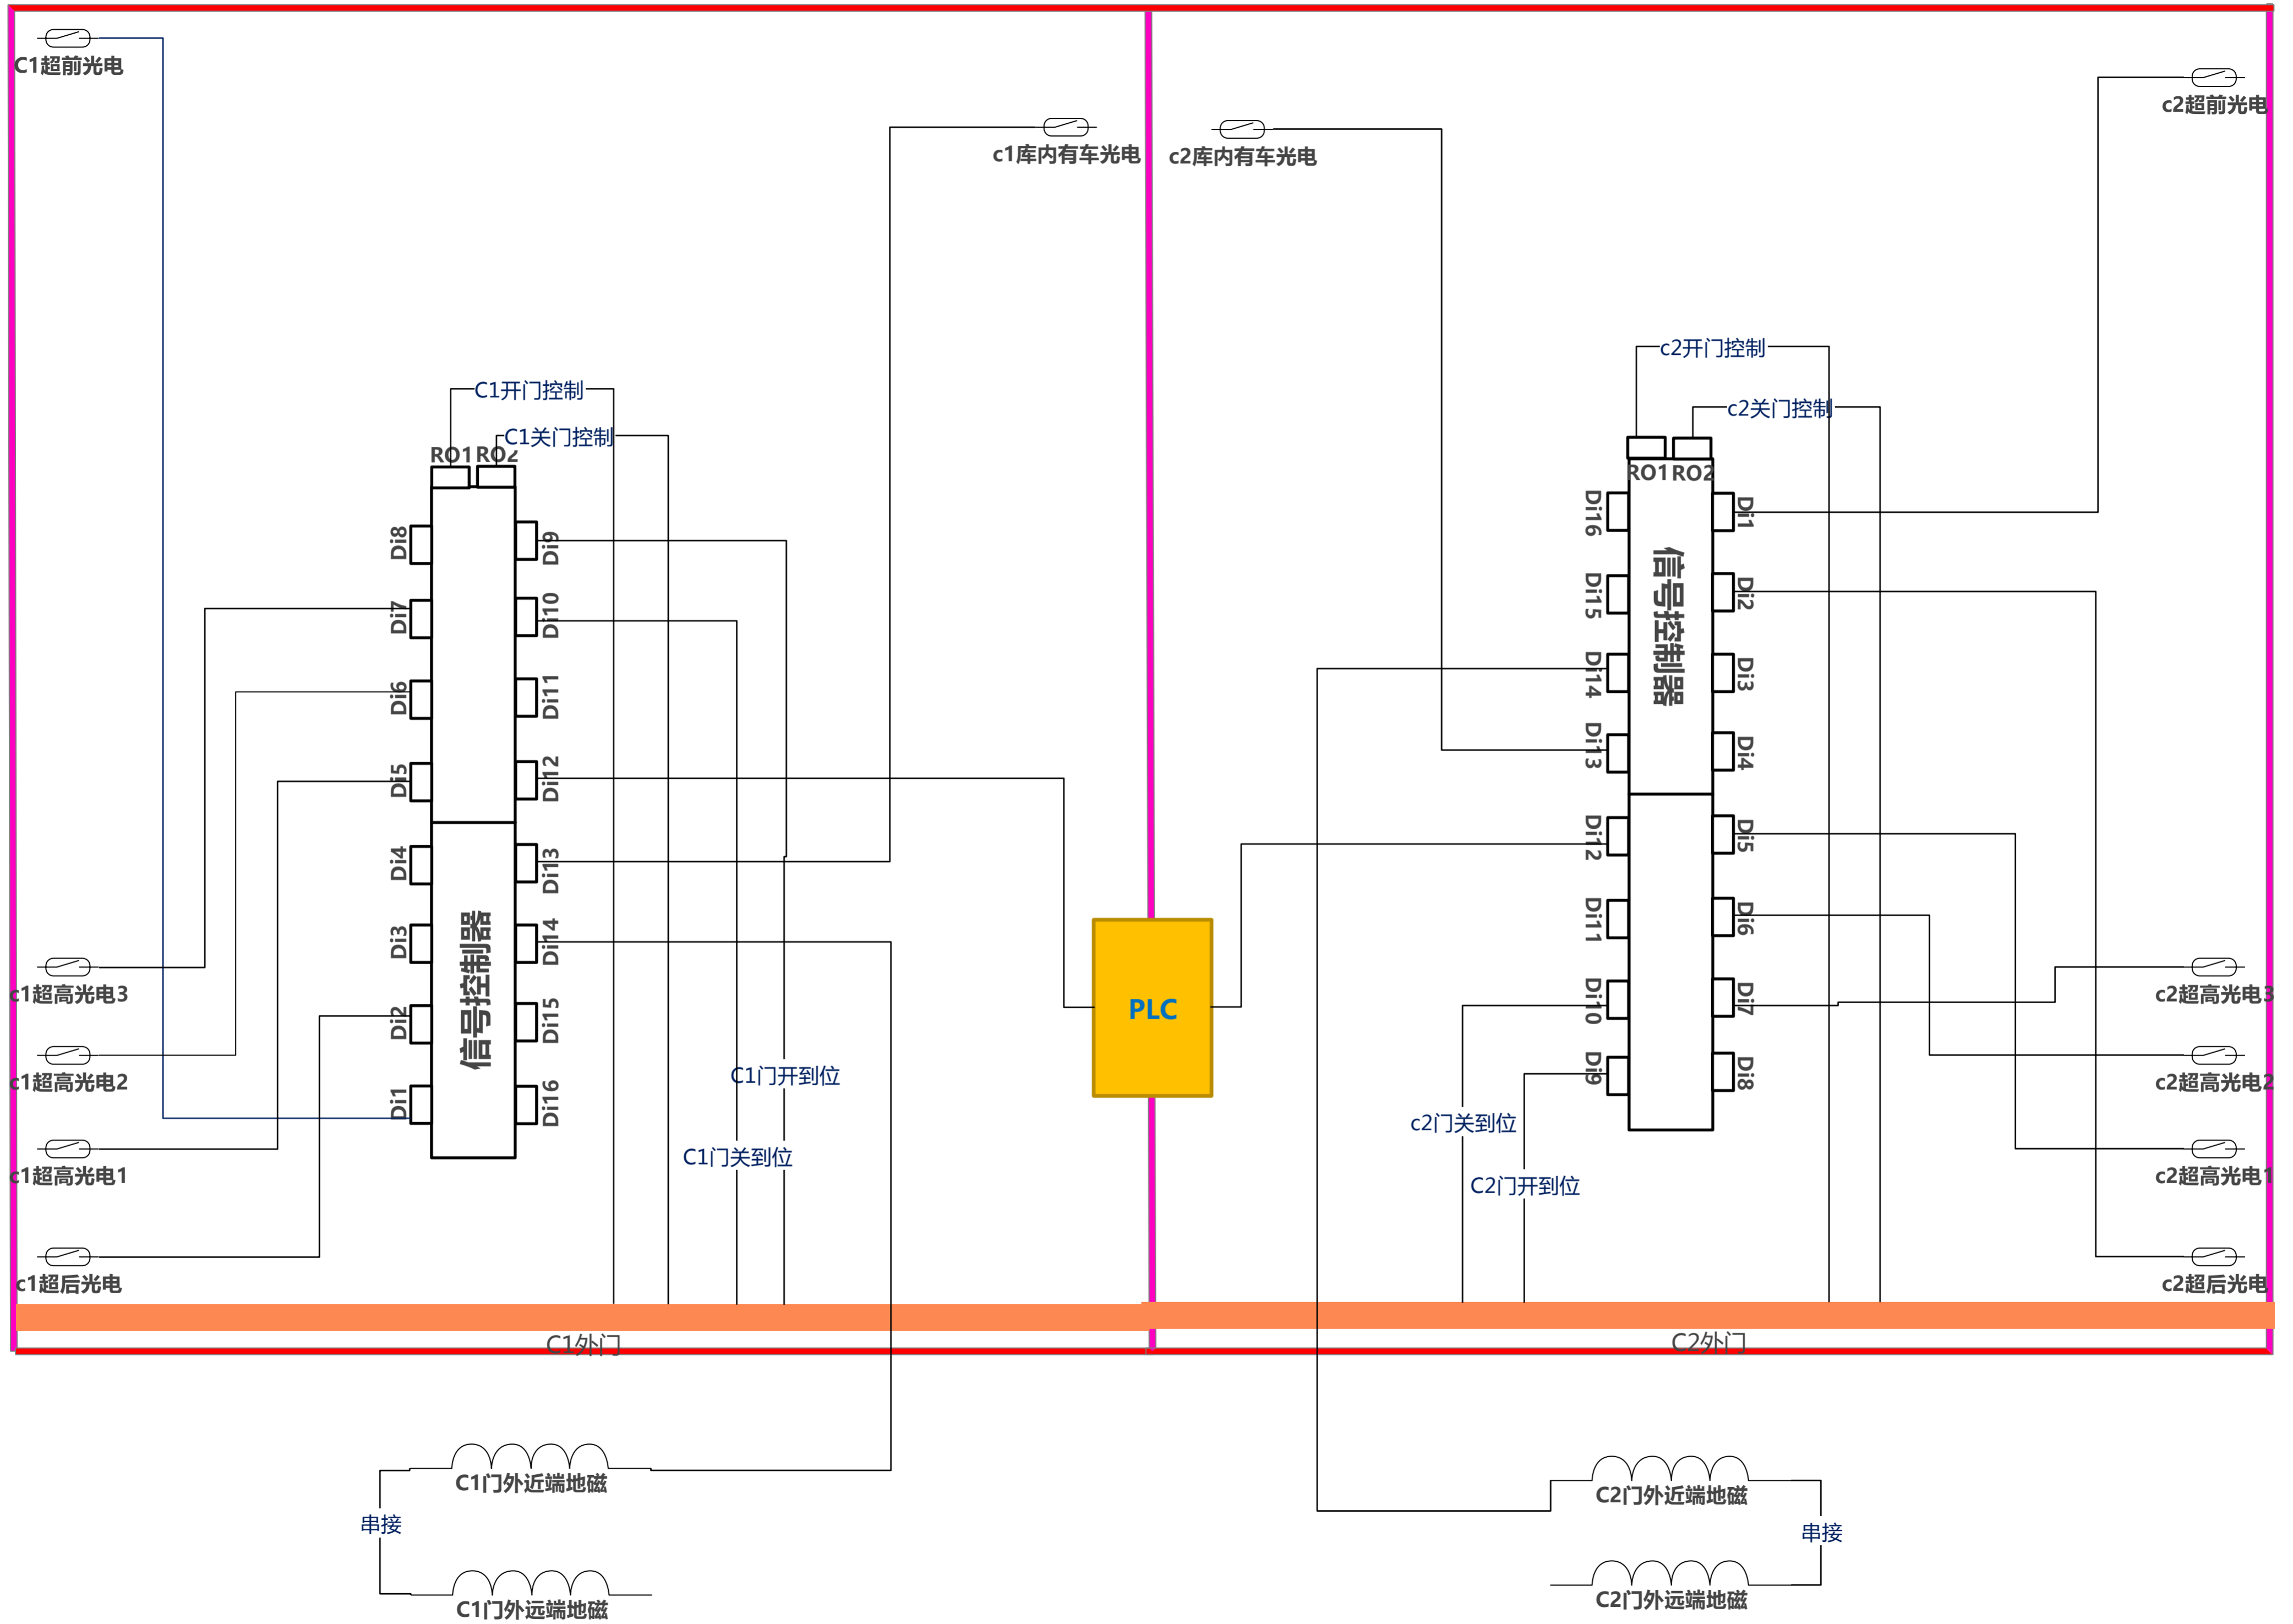 C1超前光电
c2超前光电
c1库内有车光电
c2库内有车光电
c2开门控制
C1开门控制
c2关门控制
C1关门控制
RO1
RO2
RO1
RO2
Di8
Di7
Di6
Di5
Di4
Di3
Di2
Di1
Di9
Di10
Di11
Di12
Di13
Di14
Di15
Di16
信号控制器
Di16
Di15
Di14
Di13
Di12
Di11
Di10
Di9
Di1
Di2
Di3
Di4
Di5
Di6
Di7
Di8
信号控制器
PLC
c1超高光电3
c1超高光电2
c1超高光电1
c1超后光电
C1门开到位
C1门关到位
c2门关到位
C2门开到位
c2超高光电3
c2超高光电2
c2超高光电1
c2超后光电
C1外门
C2外门
C1门外近端地磁
串接
C1门外远端地磁
C2门外近端地磁
串接
C2门外远端地磁